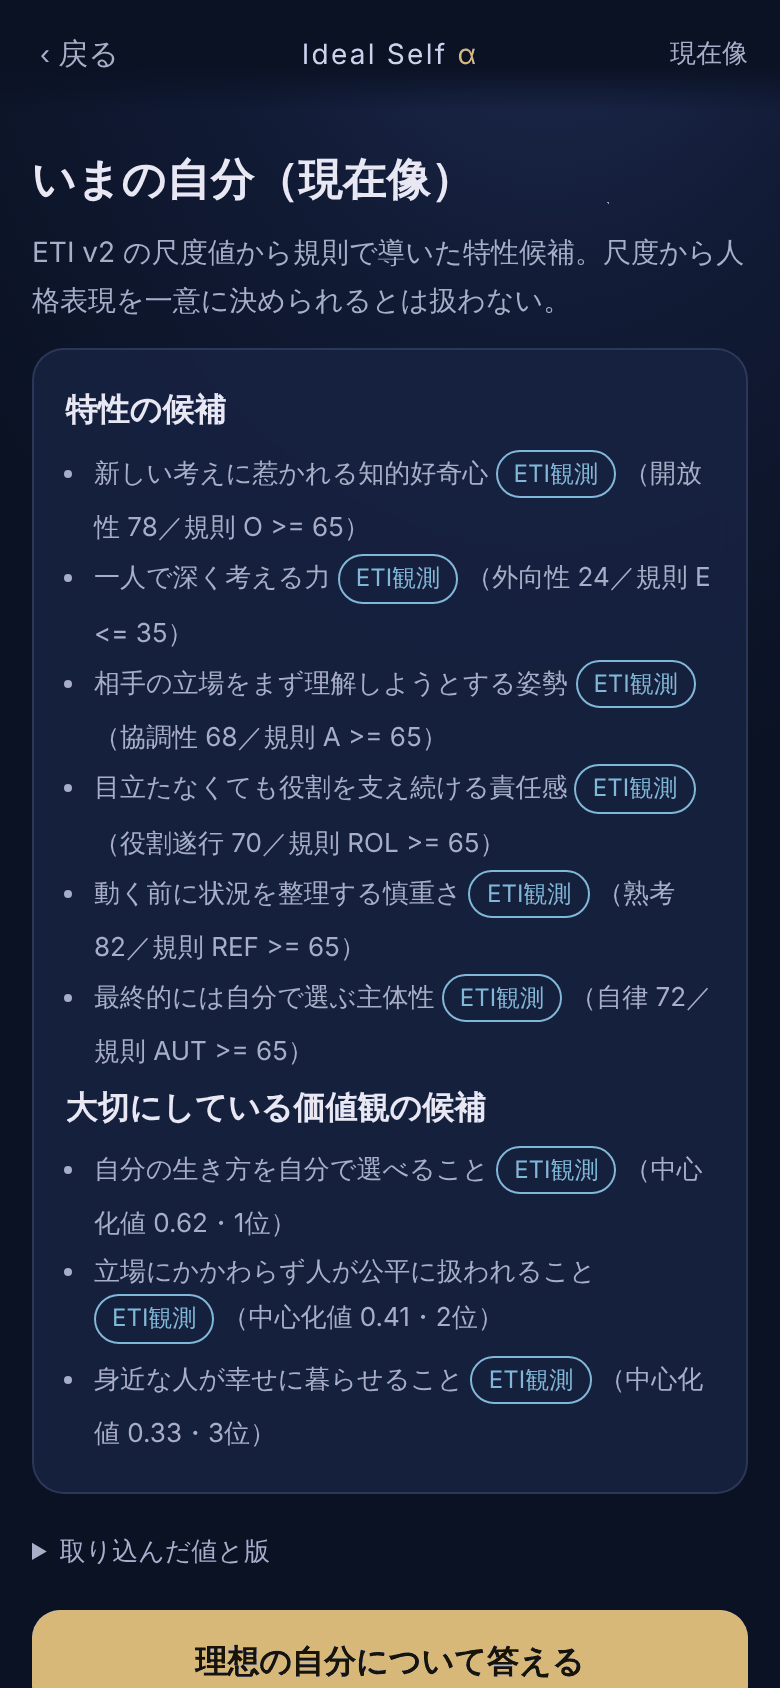 ‹ 戻る
Ideal Self α
現在像
いまの自分（現在像）
ETI v2 の尺度値から規則で導いた特性候補。尺度から人
格表現を一意に決められるとは扱わない。
特性の候補
• 新しい考えに惹かれる知的好奇心 ETI観測 （開放
性 78／規則 O >= 65）
• 一人で深く考える力 ETI観測 （外向性 24／規則 E
<= 35）
• 相手の立場をまず理解しようとする姿勢 ETI観測
（協調性 68／規則 A >= 65）
• 目立たなくても役割を支え続ける責任感 ETI観測
（役割遂行 70／規則 ROL >= 65）
• 動く前に状況を整理する慎重さ ETI観測 （熟考
82／規則 REF >= 65）
• 最終的には自分で選ぶ主体性 ETI観測 （自律 72／
規則 AUT >= 65）
大切にしている価値観の候補
• 自分の生き方を自分で選べること ETI観測 （中心
化値 0.62・1位）
• 立場にかかわらず人が公平に扱われること
ETI観測 （中心化値 0.41・2位）
• 身近な人が幸せに暮らせること ETI観測 （中心化
値 0.33・3位）
▶ 取り込んだ値と版
理想の自分について答える